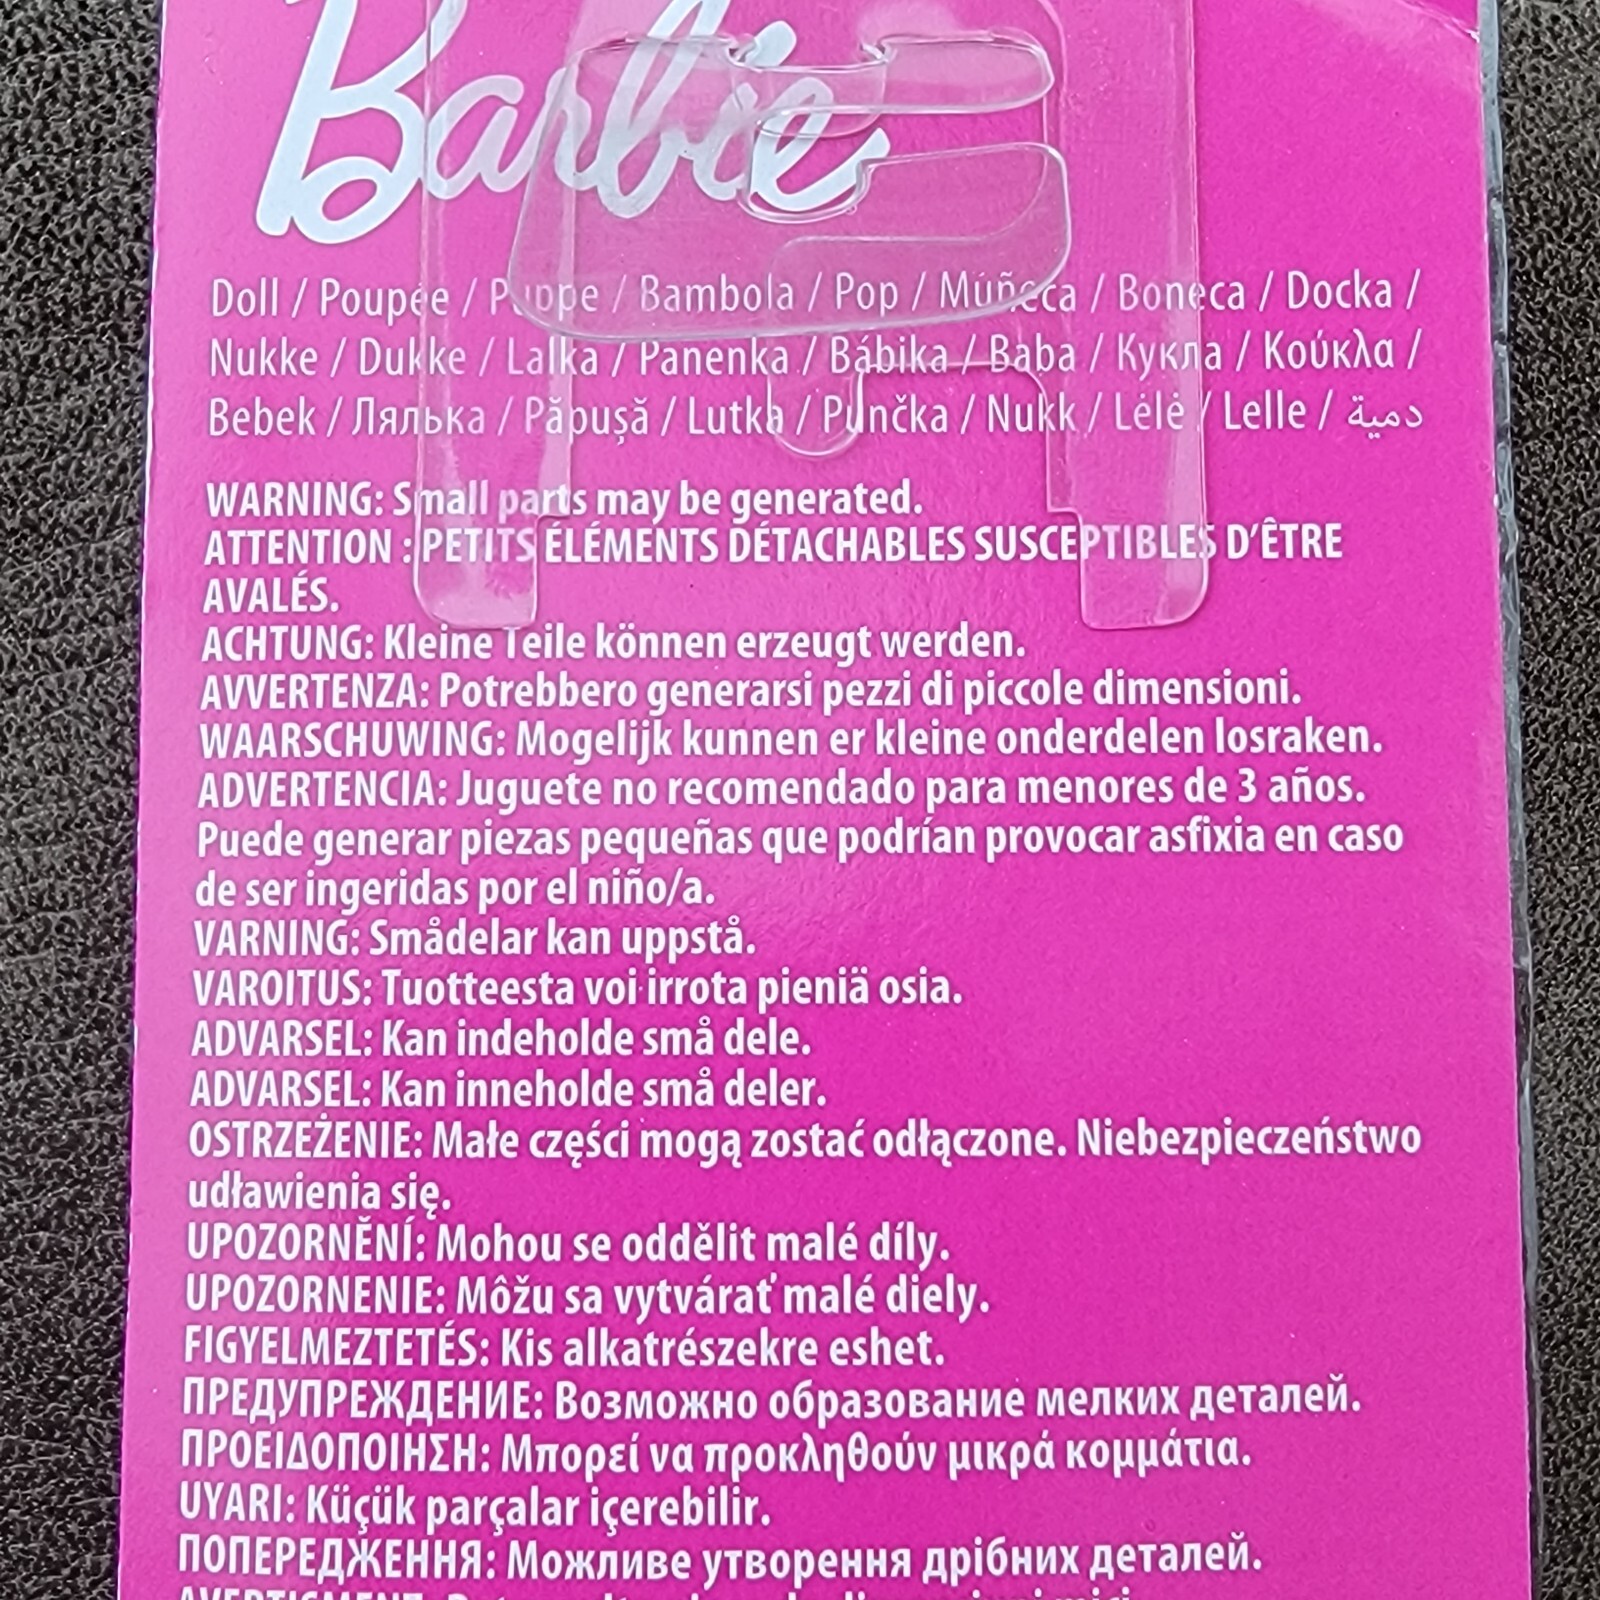 Barbie
Doll / Poupée / Puppe / Bambola / Pop / Múñeca / Boneca / Docka /
Nukke / Dukke / Lalka / Panenka / Bábika / Baba / Кукла / Κούκλα /
Bebek / Лялька / Păpușă / Lutka / Punčka / Nukk / Lėlė / Lelle / دمية
WARNING: Small parts may be generated.
ATTENTION : PETITS ÉLÉMENTS DÉTACHABLES SUSCEPTIBLES D'ÊTRE
AVALÉS.
ACHTUNG: Kleine Teile können erzeugt werden.
AVVERTENZA: Potrebbero generarsi pezzi di piccole dimensioni.
WAARSCHUWING: Mogelijk kunnen er kleine onderdelen losraken.
ADVERTENCIA: Juguete no recomendado para menores de 3 años.
Puede generar piezas pequeñas que podrían provocar asfixia en caso
de ser ingeridas por el niño/a.
VARNING: Smådelar kan uppstå.
VAROITUS: Tuotteesta voi irrota pieniä osia.
ADVARSEL: Kan indeholde små dele.
ADVARSEL: Kan inneholde små deler.
OSTRZEŻENIE: Małe części mogą zostać odłączone. Niebezpieczeństwo
udławienia się.
UPOZORNĚNÍ: Mohou se oddělit malé díly.
UPOZORNENIE: Môžu sa vytvárať malé diely.
FIGYELMEZTETÉS: Kis alkatrészekre eshet.
ПРЕДУПРЕЖДЕНИЕ: Возможно образование мелких деталей.
ΠΡΟΕΙΔΟΠΟΙΗΣΗ: Μπορεί να προκληθούν μικρά κομμάτια.
UYARI: Küçük parçalar içerebilir.
ПОПЕРЕДЖЕННЯ: Можливе утворення дрібних деталей.